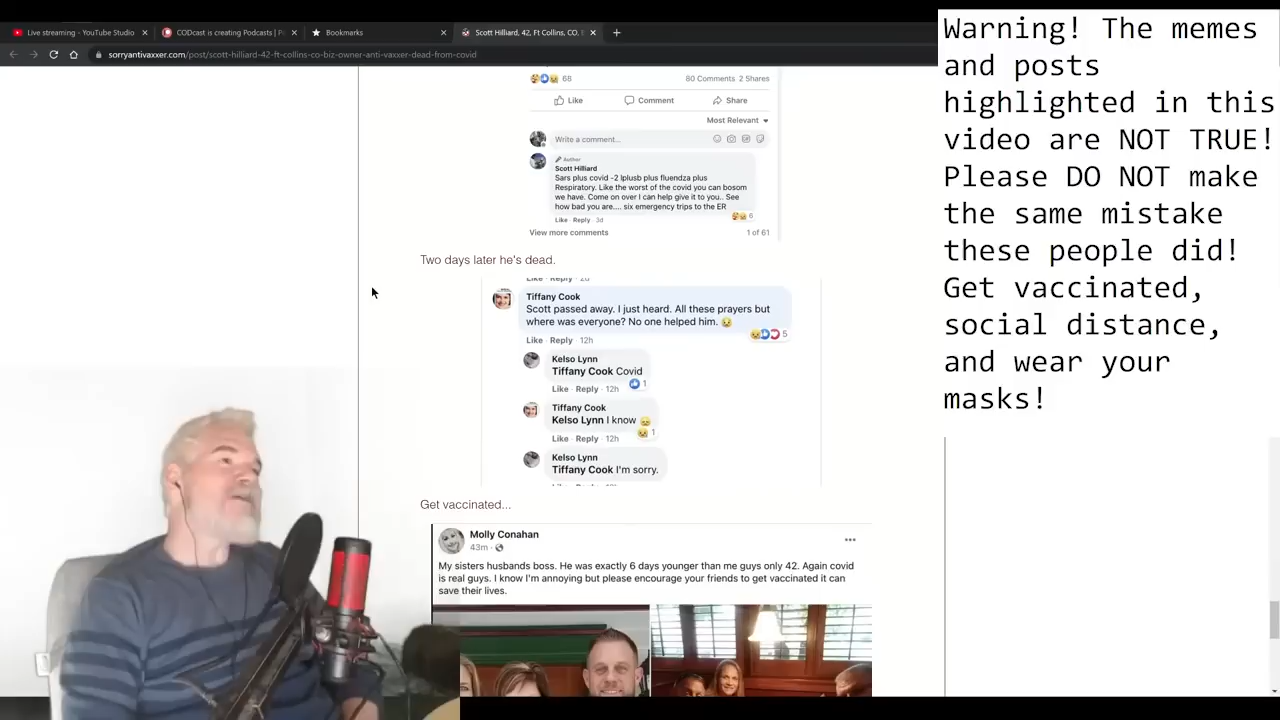 Live streaming - YouTube Studio
CODcast is creating Podcasts | P
Bookmarks
Scott Hilliard, 42, Ft Collins, CO.
sorryantivaxxer.com/post/scott-hilliard-42-ft-collins-co-biz-owner-anti-vaxxer-dead-from-covid
68
80 Comments 2 Shares
Like
Comment
Share
Most Relevant
Write a comment...
Author
Scott Hilliard
Sars plus covid -2 lplusb plus fluendza plus
Respiratory. Like the worst of the covid you can bosom
we have. Come on over I can help give it to you.. See
how bad you are.... six emergency trips to the ER
6
Like · Reply · 3d
View more comments
1 of 61
Two days later he's dead.
Like · Reply · 2d
Tiffany Cook
Scott passed away. I just heard. All these prayers but
where was everyone? No one helped him. 😢
5
Like · Reply · 12h
Kelso Lynn
Tiffany Cook Covid
1
Like · Reply · 12h
Tiffany Cook
Kelso Lynn I know 😞
1
Like · Reply · 12h
Kelso Lynn
Tiffany Cook I'm sorry.
Get vaccinated...
Molly Conahan
43m ·
My sisters husbands boss. He was exactly 6 days younger than me guys only 42. Again covid
is real guys. I know I'm annoying but please encourage your friends to get vaccinated it can
save their lives.
Warning! The memes
and posts
highlighted in this
video are NOT TRUE!
Please DO NOT make
the same mistake
these people did!
Get vaccinated,
social distance,
and wear your
masks!